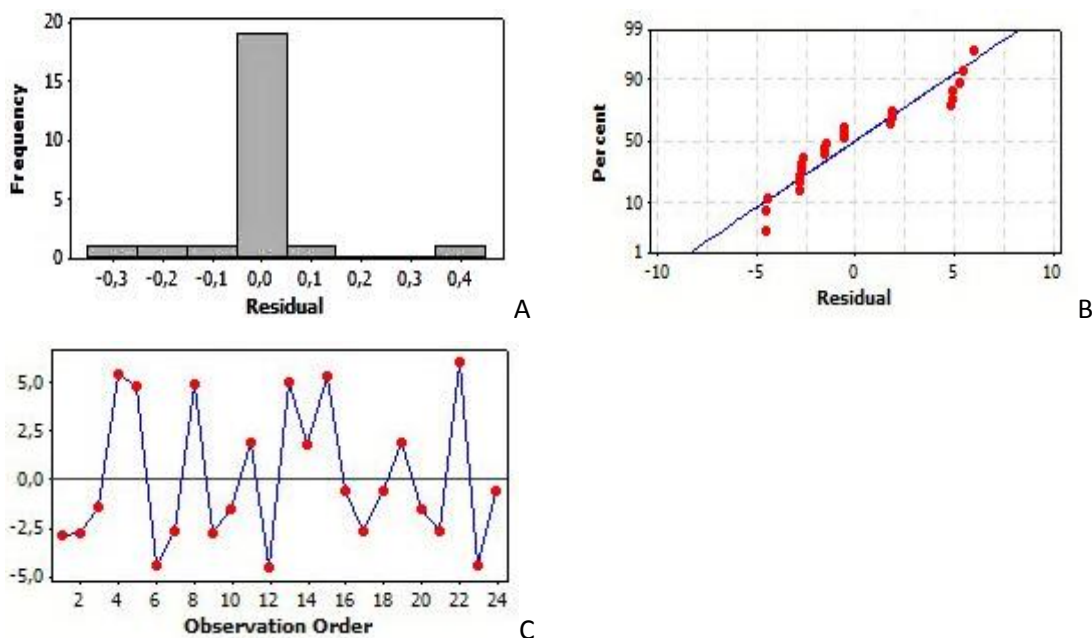 20
15
10
5
0
Frequency
-0,3 -0,2 -0,1 0,0 0,1 0,2 0,3 0,4
Residual
A
99
90
50
10
1
Percent
-10 -5 0 5 10
Residual
B
5,0
2,5
0,0
-2,5
-5,0
2 4 6 8 10 12 14 16 18 20 22 24
Observation Order
C